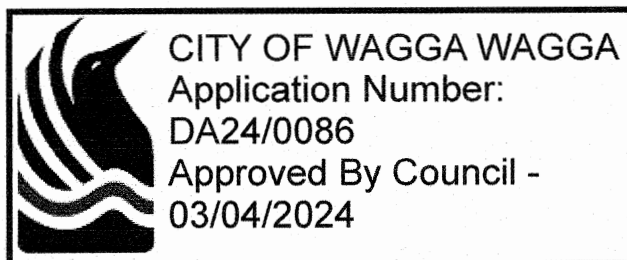 CITY OF WAGGA WAGGA
Application Number:
DA24/0086
Approved By Council -
03/04/2024